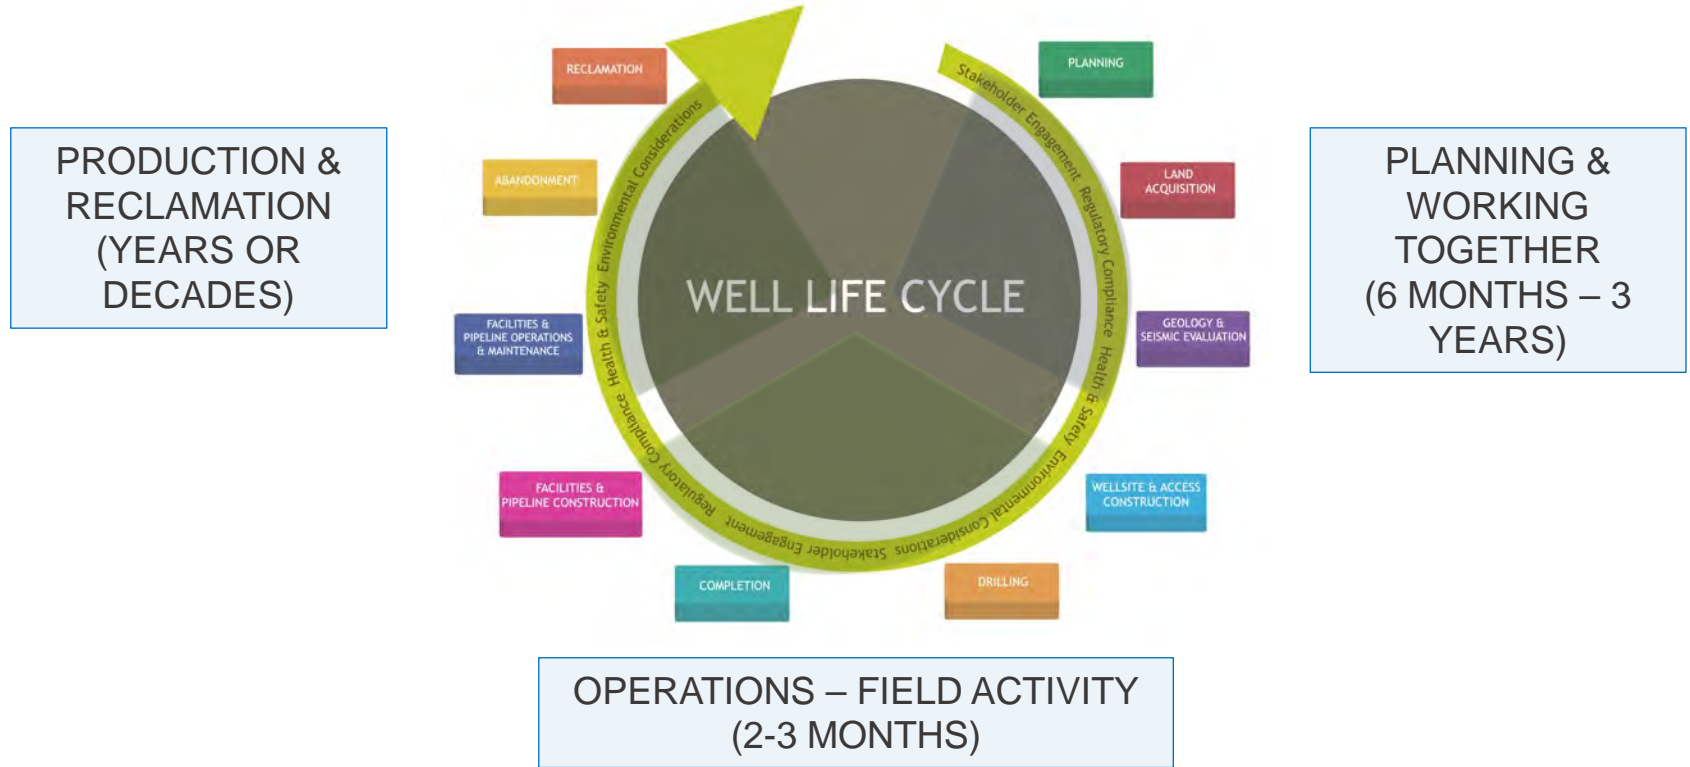 PLANNING
LAND
ACQUISITION
GEOLOGY &
SEISMIC EVALUATION
WELLSITE & ACCESS
CONSTRUCTION
DRILLING
COMPLETION
FACILITIES &
PIPELINE CONSTRUCTION
FACILITIES &
PIPELINE OPERATIONS
& MAINTENANCE
ABANDONMENT
RECLAMATION
Stakeholder Engagement Regulatory Compliance Health & Safety Environmental Considerations Stakeholder Engagement Regulatory Compliance Health & Safety Environmental Considerations
WELL LIFE CYCLE
PLANNING &
WORKING
TOGETHER
(6 MONTHS – 3
YEARS)
OPERATIONS – FIELD ACTIVITY
(2-3 MONTHS)
PRODUCTION &
RECLAMATION
(YEARS OR
DECADES)